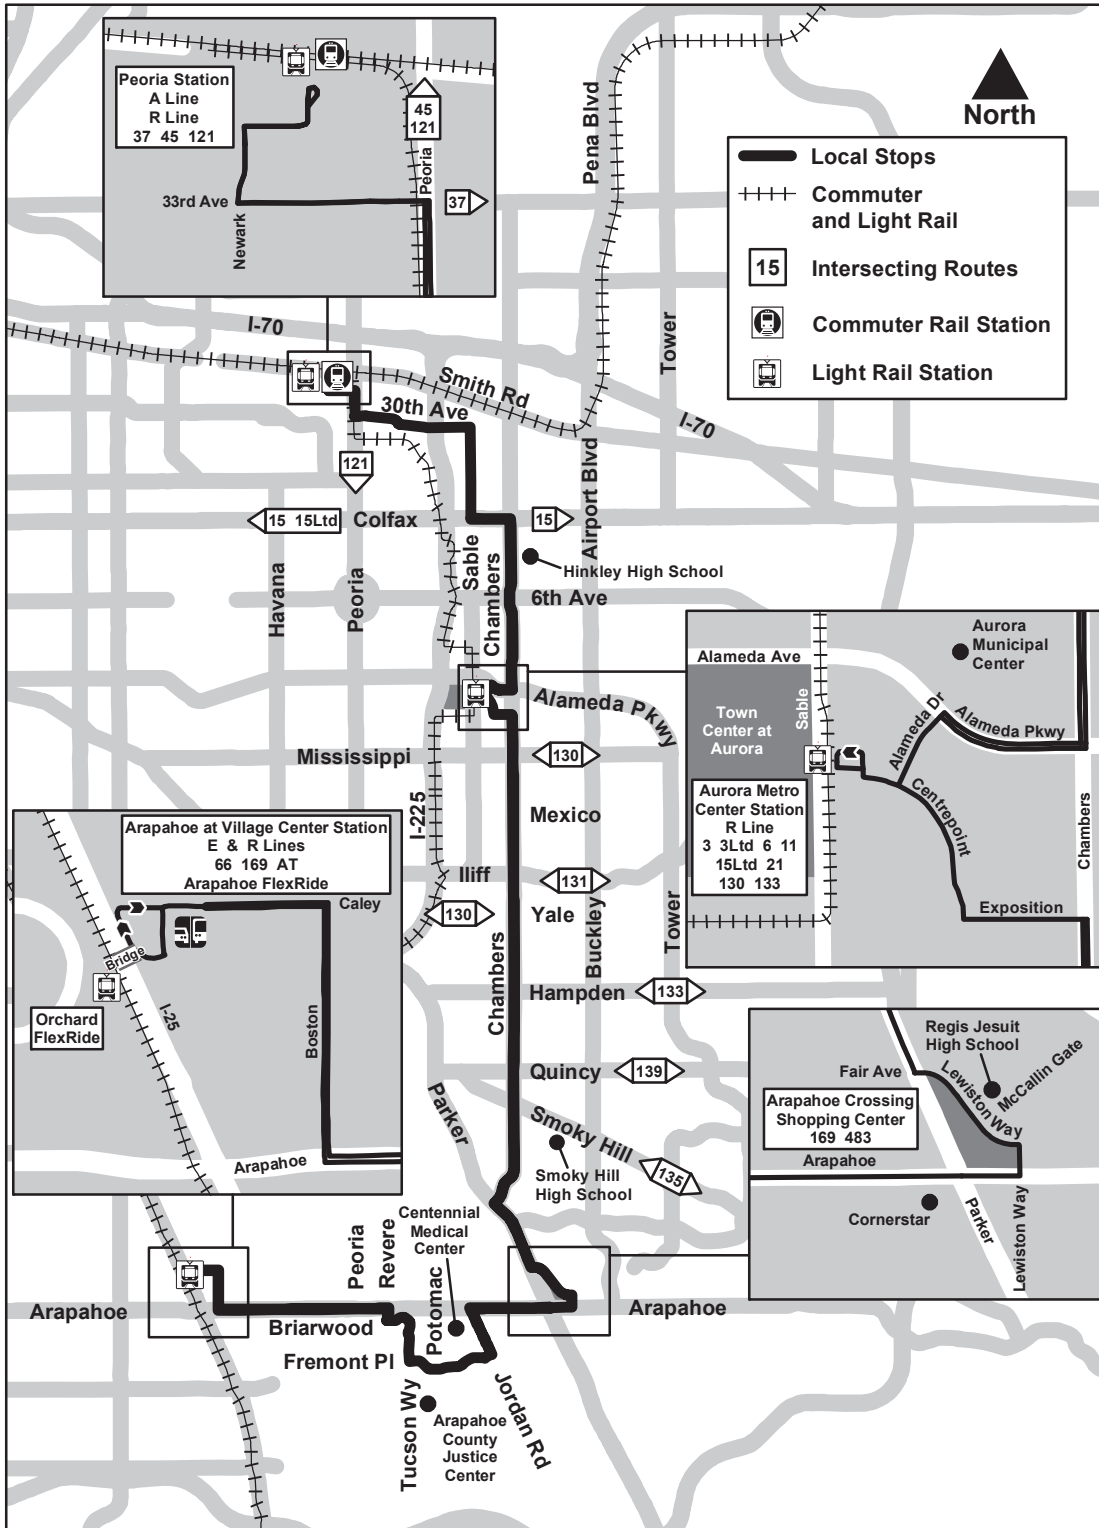 Peoria Station
A Line
R Line
37 45 121
45
121
Peoria
37
33rd Ave
Newark
Pena Blvd
North
Local Stops
Commuter
and Light Rail
15
Intersecting Routes
Commuter Rail Station
Light Rail Station
I-70
Tower
Smith Rd
30th Ave
I-70
121
15 15Ltd
Colfax
15
Airport Blvd
Sable
Chambers
Hinkley High School
Havana
Peoria
6th Ave
Alameda Pkwy
Mississippi
130
I-225
Mexico
Iliff
131
130
Yale
Buckley
Tower
Chambers
Hampden
133
Quincy
139
Parker
Smoky Hill
135
Smoky Hill
High School
Aurora
Municipal
Center
Alameda Ave
Town
Center at
Aurora
Sable
Alameda Dr
Alameda Pkwy
Aurora Metro
Center Station
R Line
3 3Ltd 6 11
15Ltd 21
130 133
Centrepoint
Chambers
Exposition
Arapahoe at Village Center Station
E & R Lines
66 169 AT
Arapahoe FlexRide
Caley
Bridge
Orchard
FlexRide
I-25
Boston
Arapahoe
Regis Jesuit
High School
Fair Ave
Lewiston Way
McCallin Gate
Arapahoe Crossing
Shopping Center
169 483
Arapahoe
Cornerstar
Parker
Lewiston Way
Peoria
Revere
Centennial
Medical
Center
Potomac
Arapahoe
Briarwood
Arapahoe
Fremont Pl
Tucson Wy
Jordan Rd
Arapahoe
County
Justice
Center